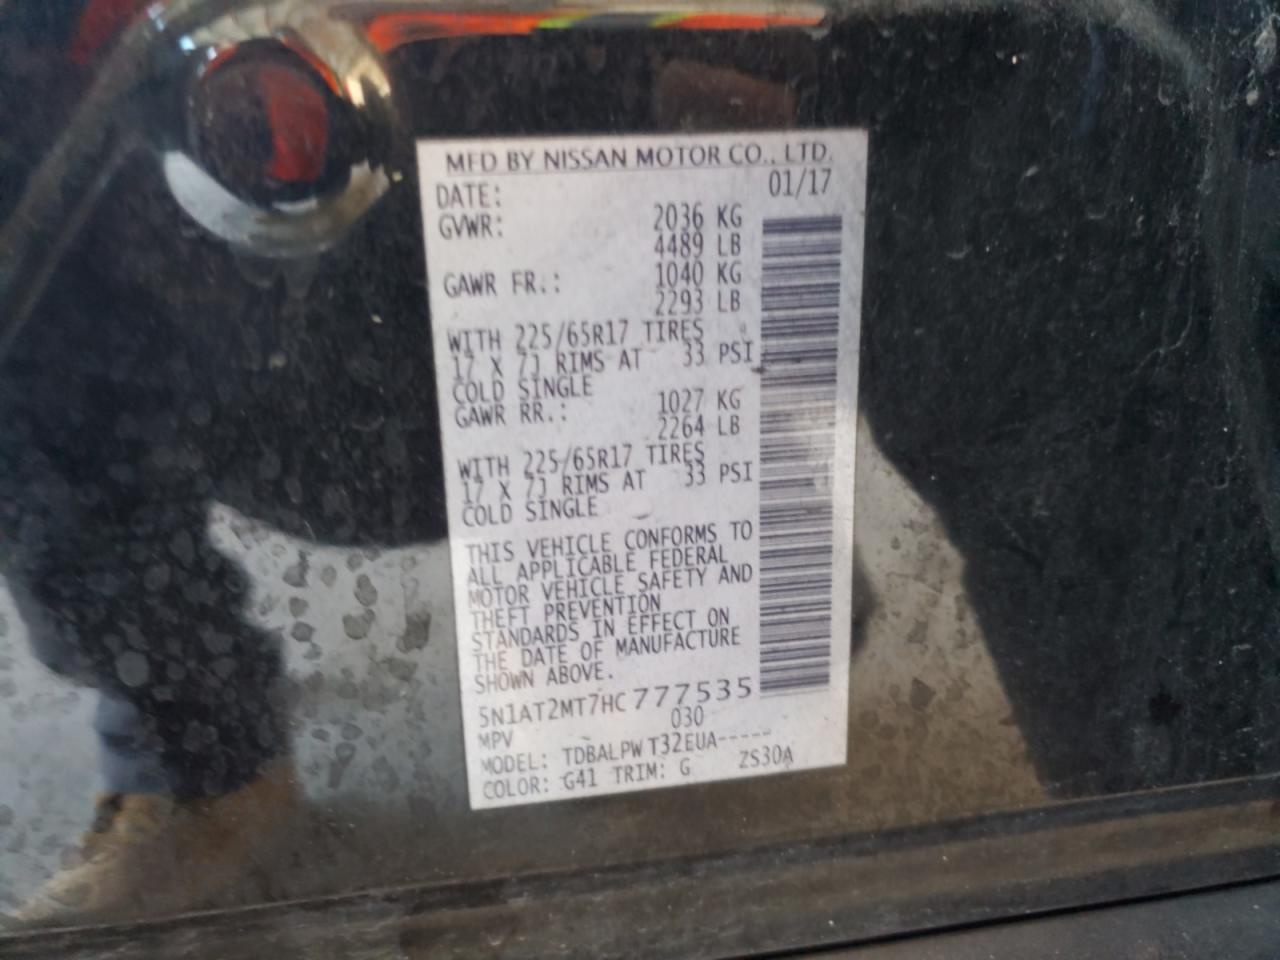 MFD BY NISSAN MOTOR CO., LTD.
DATE: 01/17
GVWR: 2036 KG
4489 LB
GAWR FR.: 1040 KG
2293 LB
WITH 225/65R17 TIRES
17 X 7J RIMS AT 33 PSI
COLD SINGLE
GAWR RR.: 1027 KG
2264 LB
WITH 225/65R17 TIRES
17 X 7J RIMS AT 33 PSI
COLD SINGLE
THIS VEHICLE CONFORMS TO
ALL APPLICABLE FEDERAL
MOTOR VEHICLE SAFETY AND
THEFT PREVENTION
STANDARDS IN EFFECT ON
THE DATE OF MANUFACTURE
SHOWN ABOVE.
5N1AT2MT7HC777535
MPV 030
MODEL: TDBALPW T32EUA-----
COLOR: G41 TRIM: G ZS30A